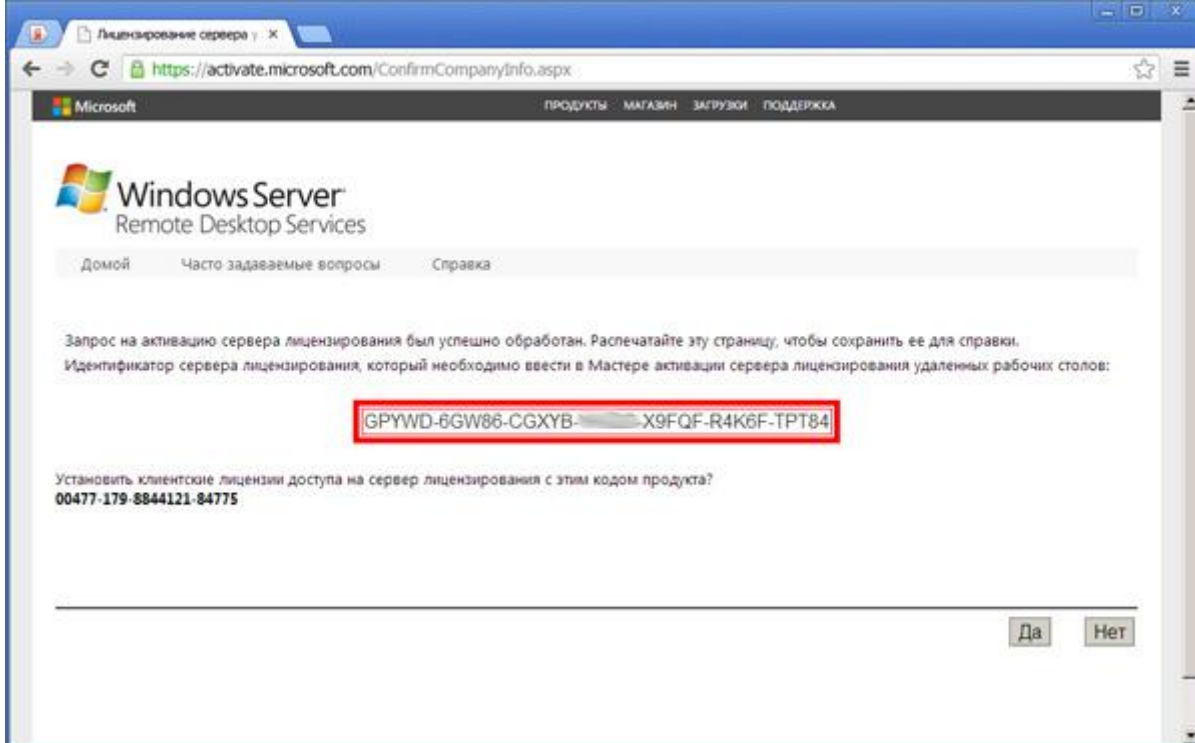 Лицензирование сервера у
https://activate.microsoft.com/ConfirmCompanyInfo.aspx
Microsoft ПРОДУКТЫ МАГАЗИН ЗАГРУЗКИ ПОДДЕРЖКА
Windows Server
Remote Desktop Services
Домой Часто задаваемые вопросы Справка
Запрос на активацию сервера лицензирования был успешно обработан. Распечатайте эту страницу, чтобы сохранить ее для справки.
Идентификатор сервера лицензирования, который необходимо ввести в Мастере активации сервера лицензирования удаленных рабочих столов:
GPYWD-6GW86-CGXYB- -X9FQF-R4K6F-TPT84
Установить клиентские лицензии доступа на сервер лицензирования с этим кодом продукта?
00477-179-8844121-84775
Да Нет